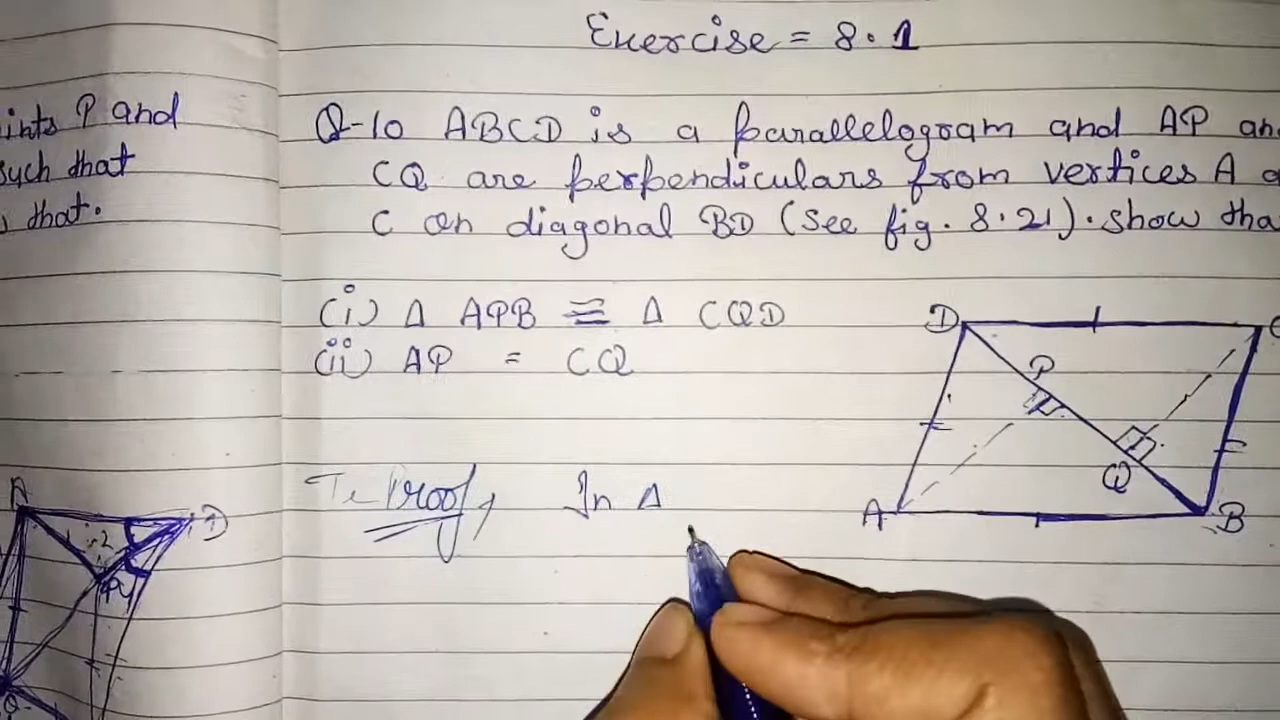 Exercise = 8.1
ints P and
such that
that.
Q-10 ABCD is a parallelogram and AP an
CQ are perpendiculars from vertices A a
C on diagonal BD (See fig. 8.21). show tha
(i) Δ APB ≅ Δ CQD
(ii) AP = CQ
Proof, In Δ
D
C
P
Q
A
B
A
D